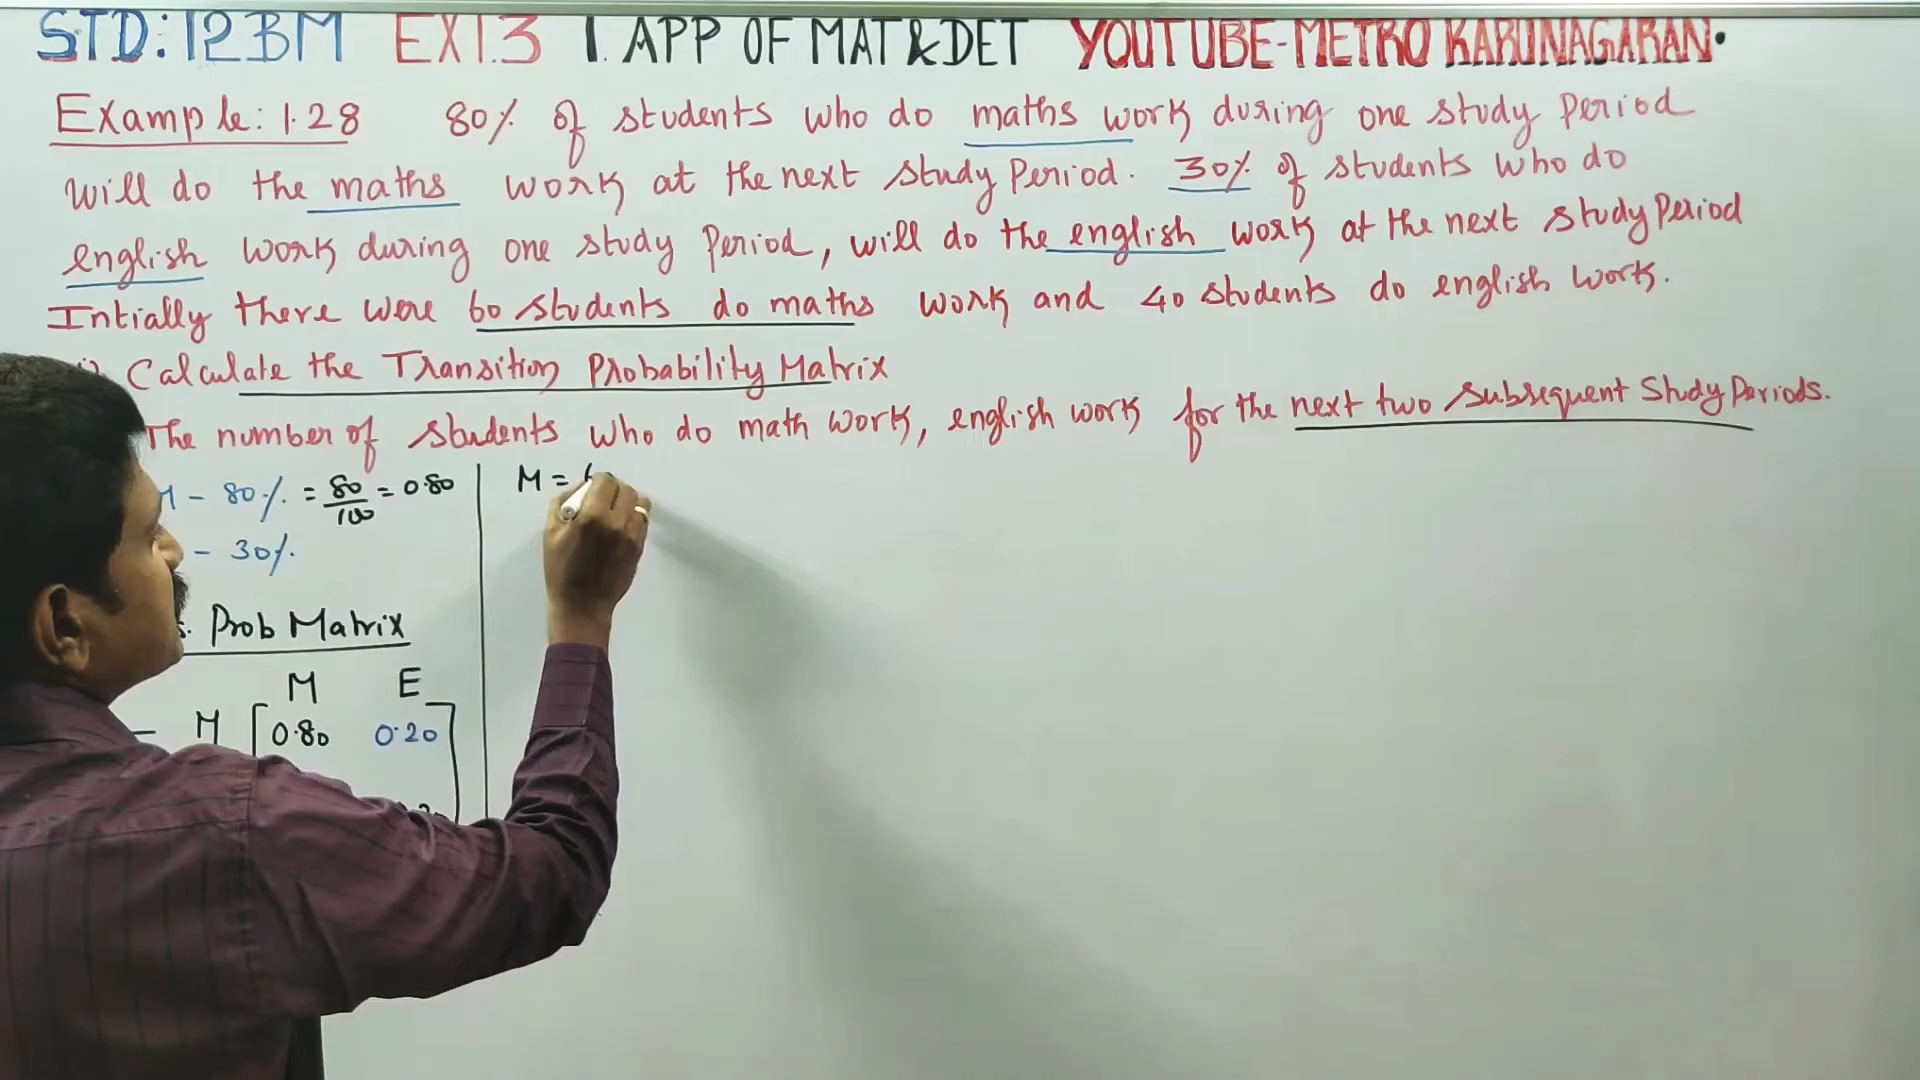 STD: 12BM EX1.3 1. APP OF MAT & DET YOUTUBE-METRO KARUNAGARAN.
Example: 1.28 80% of students who do maths work during one study Period
will do the maths work at the next study Period. 30% of students who do
english work during one study Period, will do the english work at the next study Period
Intially there were 60 students do maths work and 40 students do english work.
Calculate the Transition Probability Matrix
The number of students who do math work, english work for the next two subsequent Study Periods.
M - 80% = 80/100 = 0.80
- 30%
Prob Matrix
M E
M 0.80 0.20
M =